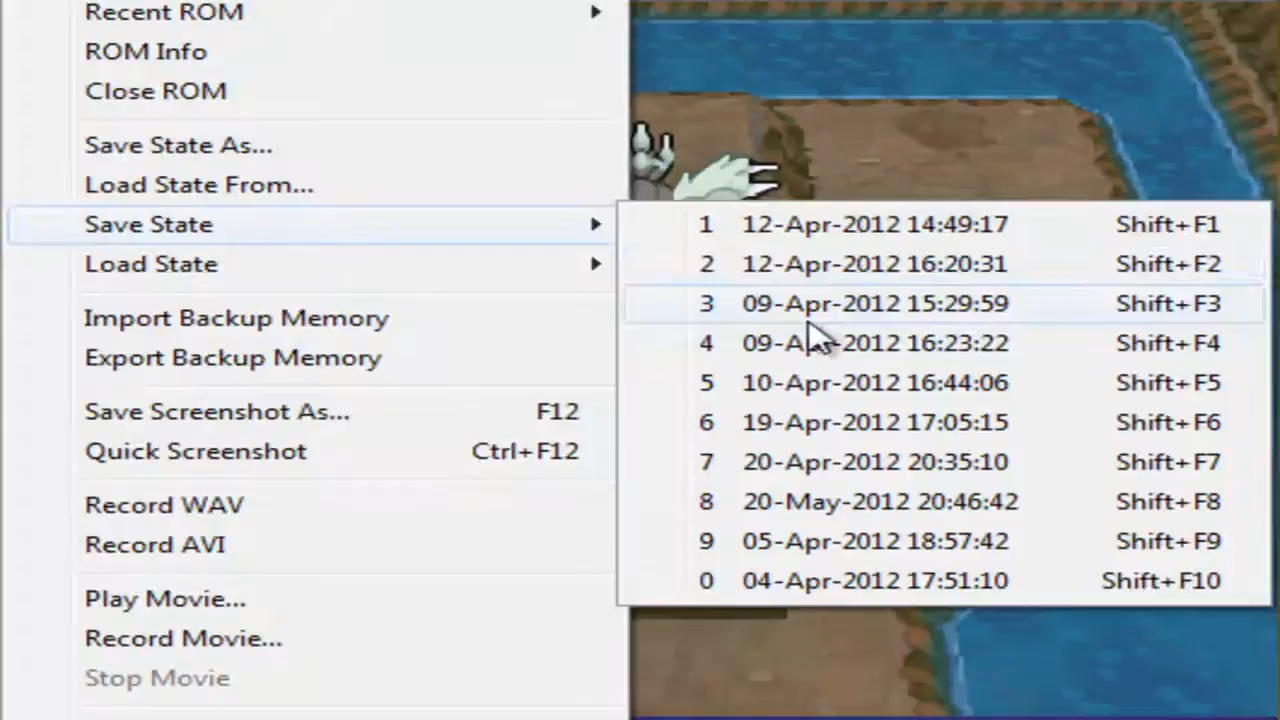 Recent ROM
ROM Info
Close ROM
Save State As...
Load State From...
Save State
Load State
Import Backup Memory
Export Backup Memory
Save Screenshot As... F12
Quick Screenshot Ctrl+F12
Record WAV
Record AVI
Play Movie...
Record Movie...
Stop Movie
1 12-Apr-2012 14:49:17 Shift+F1
2 12-Apr-2012 16:20:31 Shift+F2
3 09-Apr-2012 15:29:59 Shift+F3
4 09-Apr-2012 16:23:22 Shift+F4
5 10-Apr-2012 16:44:06 Shift+F5
6 19-Apr-2012 17:05:15 Shift+F6
7 20-Apr-2012 20:35:10 Shift+F7
8 20-May-2012 20:46:42 Shift+F8
9 05-Apr-2012 18:57:42 Shift+F9
0 04-Apr-2012 17:51:10 Shift+F10